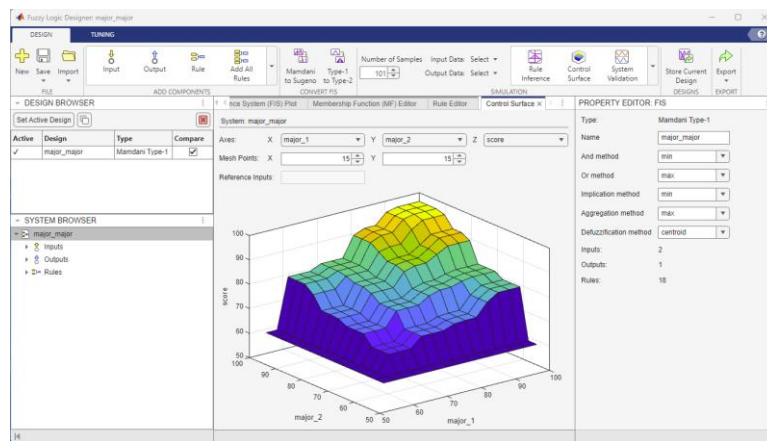 Fuzzy Logic Designer: major_major
DESIGN TUNING
New Save Import
FILE
Input Output Rule Add All Rules
ADD COMPONENTS
Mamdani to Sugeno Type-1 to Type-2
CONVERT FIS
Number of Samples Input Data: Select
101 Output Data: Select
Rule Inference Control Surface System Validation
SIMULATION
Store Current Design
DESIGNS
Export
EXPORT
DESIGN BROWSER
Set Active Design
Active Design Type Compare
✓ major_major Mamdani Type-1
SYSTEM BROWSER
major_major
Inputs
Outputs
Rules
nce System (FIS) Plot Membership Function (MF) Editor Rule Editor Control Surface ×
System: major_major
Axes: X major_1 Y major_2 Z score
Mesh Points: X 15 Y 15
Reference Inputs:
score
100
90
80
70
60
50
major_2
100 90 80 70 60 50
major_1
50 60 70 80 90 100
PROPERTY EDITOR: FIS
Type: Mamdani Type-1
Name major_major
And method min
Or method max
Implication method min
Aggregation method max
Defuzzification method centroid
Inputs: 2
Outputs: 1
Rules: 18